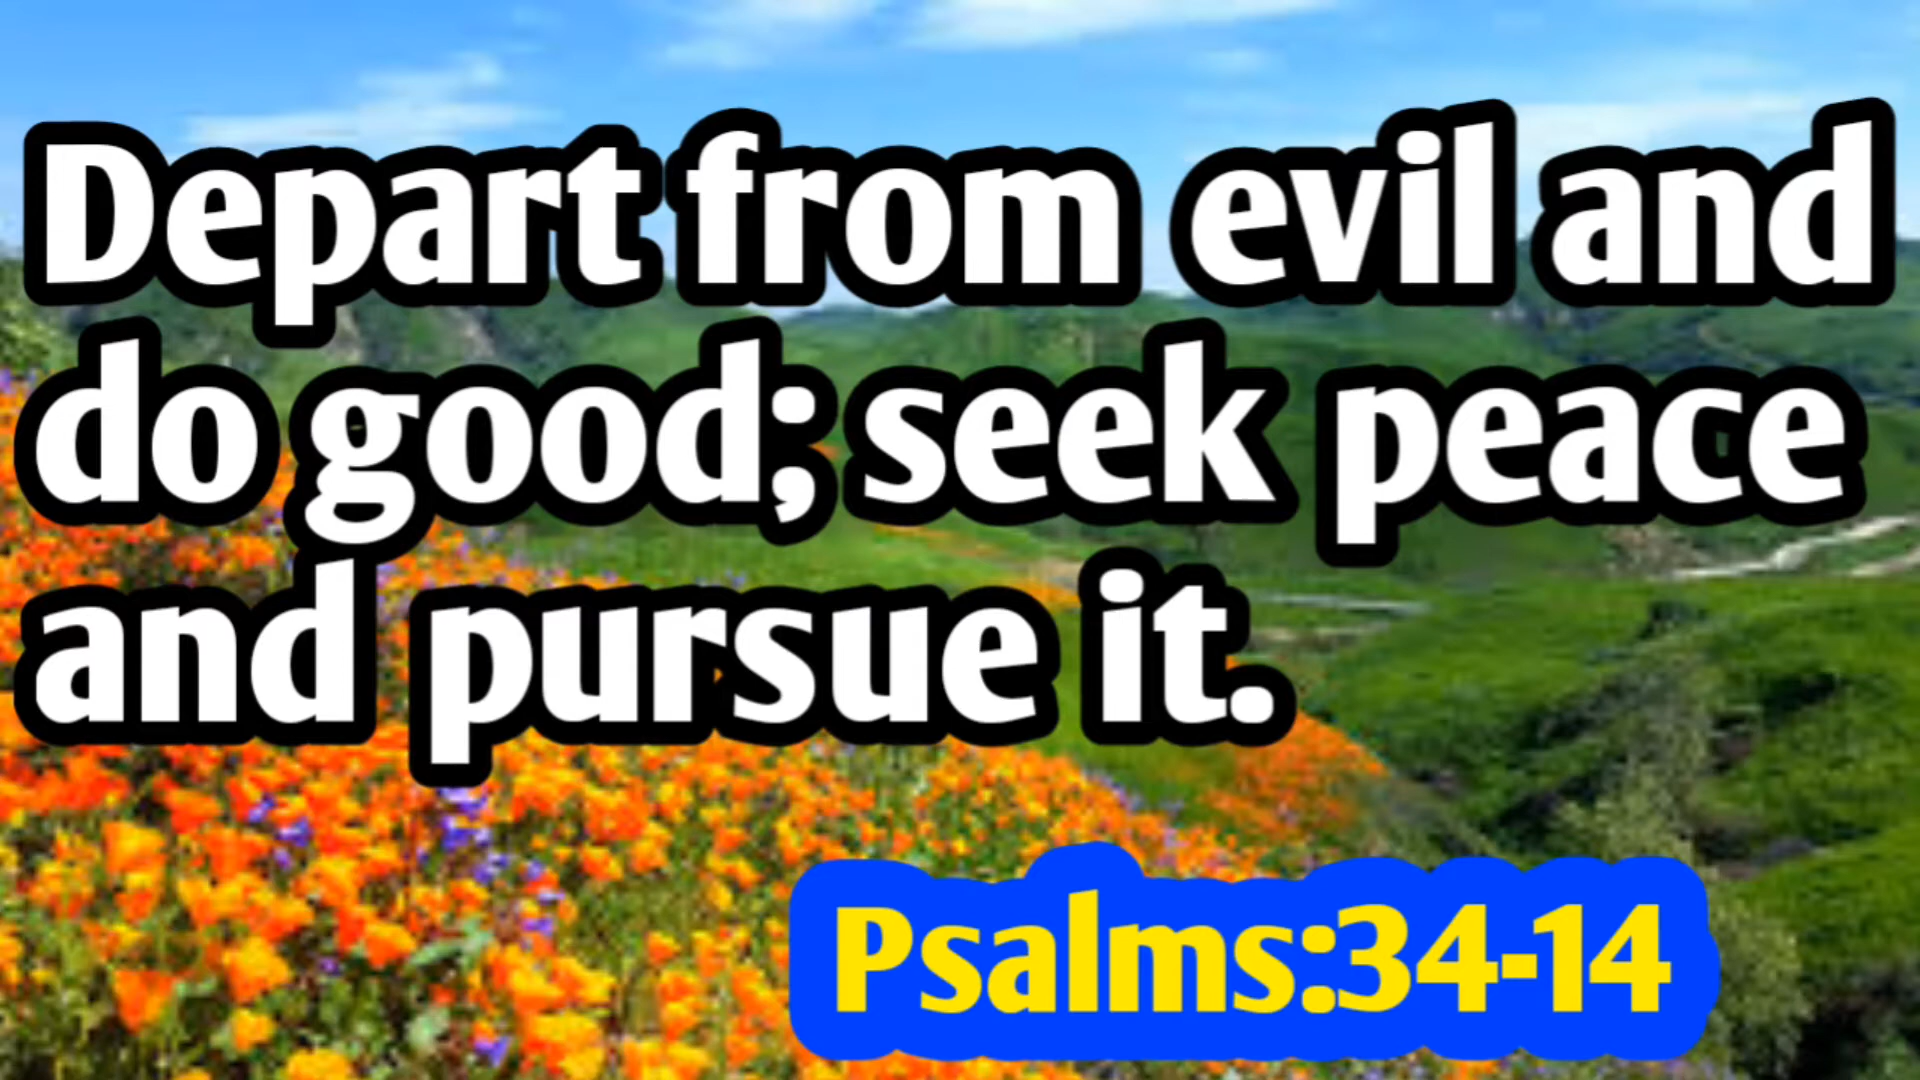 Depart from evil and
do good; seek peace
and pursue it.
Psalms:34-14